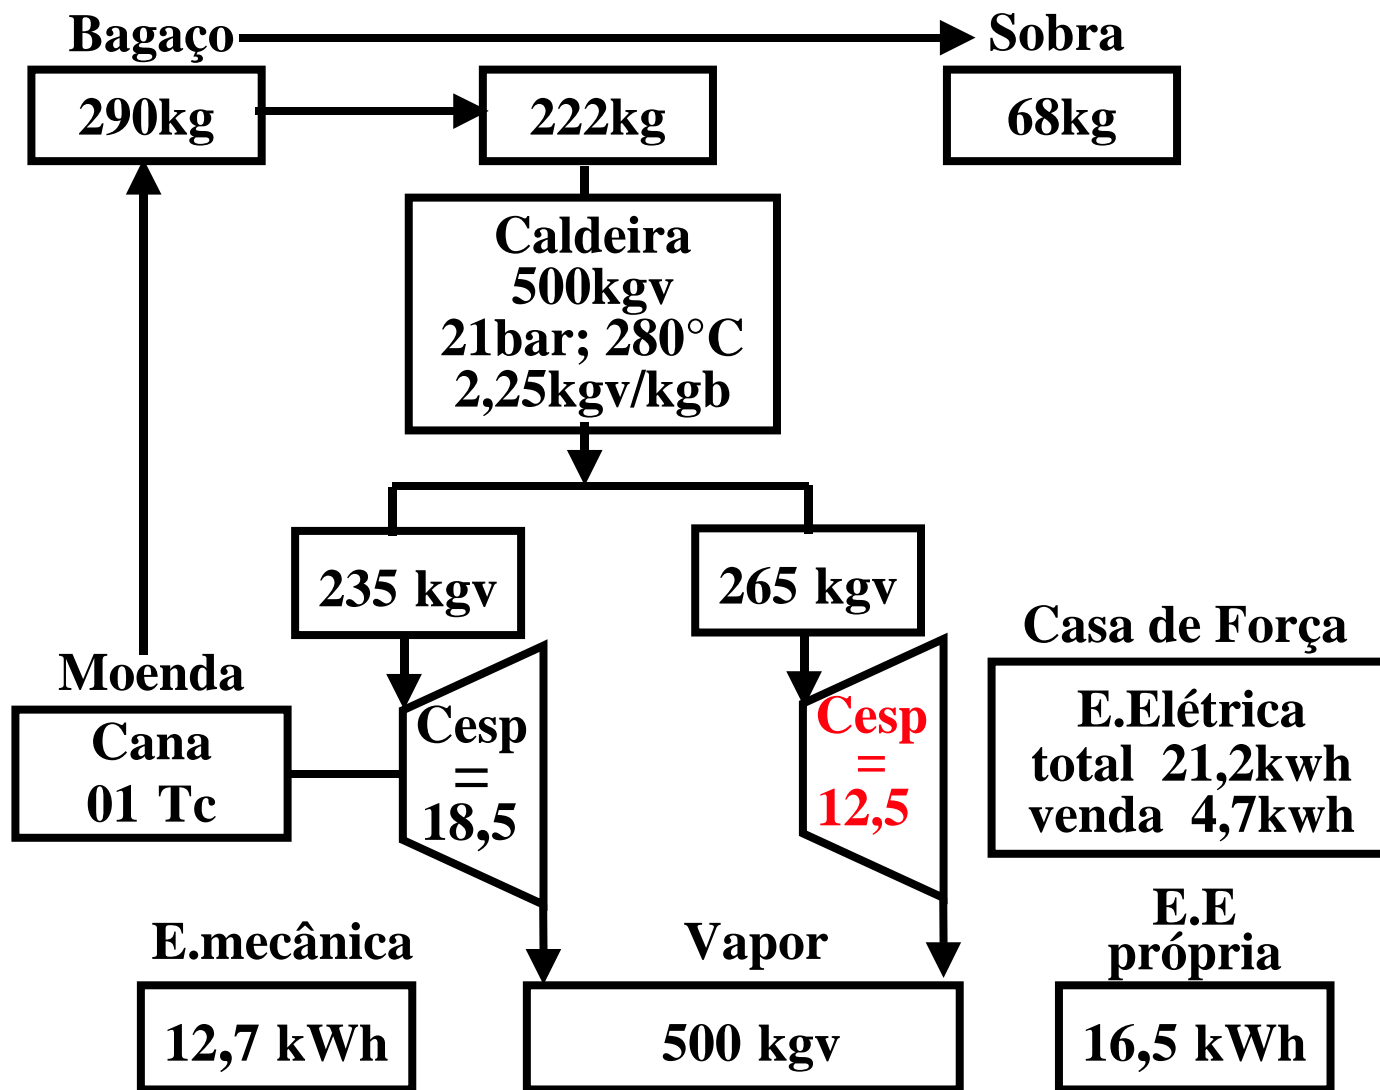 Bagaço
Sobra
290kg
222kg
68kg
Caldeira
500kgv
21bar; 280°C
2,25kgv/kgb
235 kgv
265 kgv
Moenda
Cana
01 Tc
Cesp
=
18,5
Cesp
=
12,5
Casa de Força
E.Elétrica
total 21,2kwh
venda 4,7kwh
E.mecânica
12,7 kWh
Vapor
500 kgv
E.E
própria
16,5 kWh